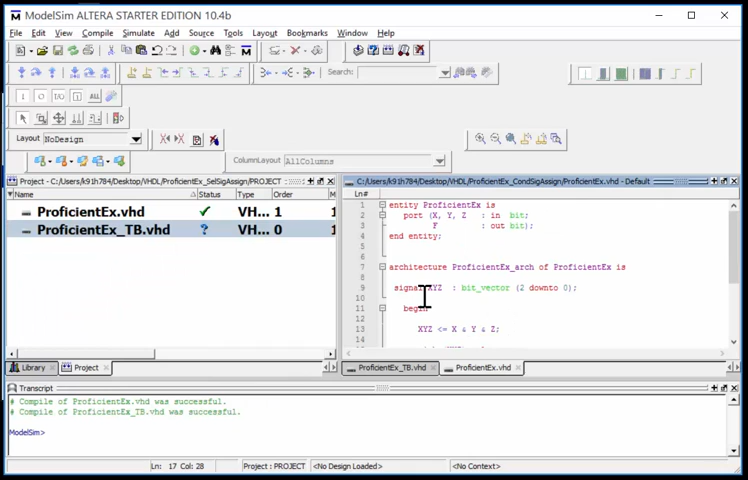 ModelSim ALTERA STARTER EDITION 10.4b
File Edit View Compile Simulate Add Source Tools Layout Bookmarks Window Help
Search:
ALL
Layout NoDesign
ColumnLayout AllColumns
Project - C:/Users/k91h784/Desktop/VHDL/ProficientEx_SelSigAssign/PROJECT
Name Status Type Order M
ProficientEx.vhd VH... 1 1
ProficientEx_TB.vhd ? VH... 0 1
Library Project
C:/Users/k91h784/Desktop/VHDL/ProficientEx_CondSigAssign/ProficientEx.vhd - Default
Ln#
1 entity ProficientEx is
2 port (X, Y, Z : in bit;
3 F : out bit);
4 end entity;
5
6
7 architecture ProficientEx_arch of ProficientEx is
8
9 signal XYZ : bit_vector (2 downto 0);
10
11 begin
12
13 XYZ <= X & Y & Z;
14
ProficientEx_TB.vhd ProficientEx.vhd
Transcript
# Compile of ProficientEx.vhd was successful.
# Compile of ProficientEx_TB.vhd was successful.
ModelSim>
Ln: 17 Col: 28 Project : PROJECT <No Design Loaded> <No Context>